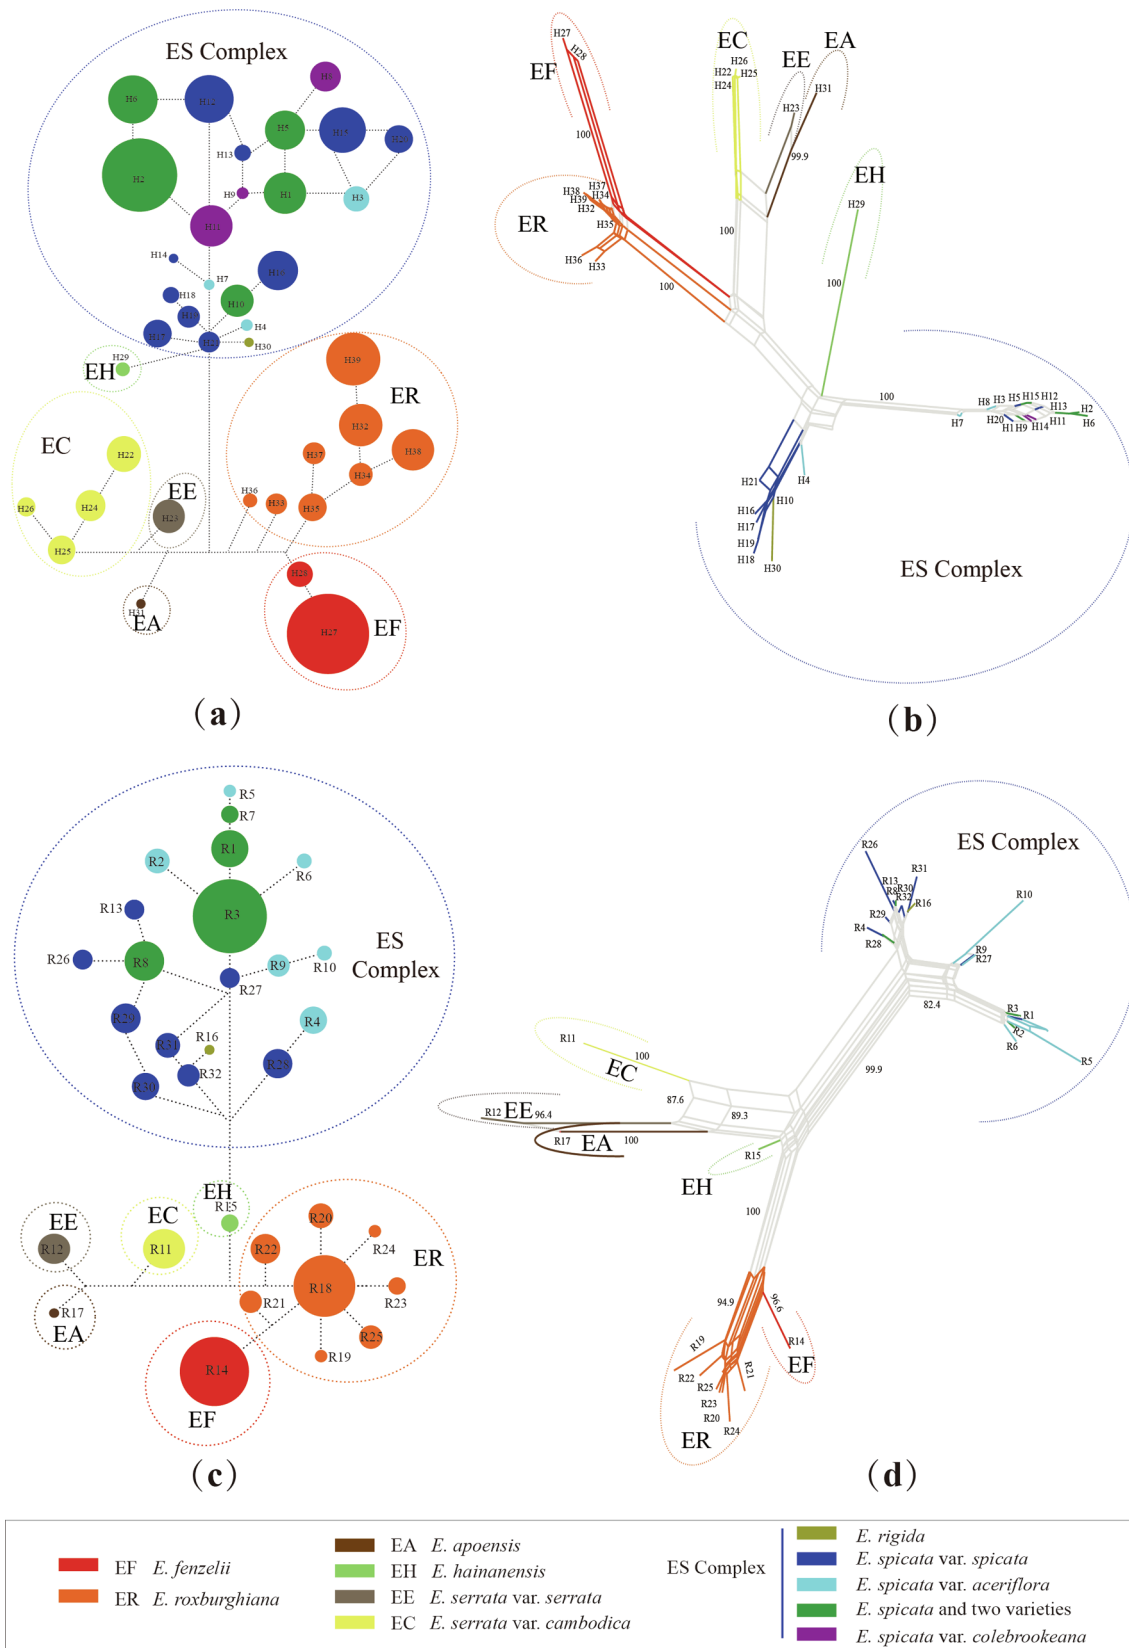 ES Complex
H6
H12
H5
H13
H2
H9
H1
H3
H11
H14
H7
H18
H10
H4
H21
H30
EH
H29
ER
H39
H32
H37
H38
H34
H36
H33
H35
EC
H22
H26
H24
H25
EE
H23
H31
EA
H28
H27
EF
(a)
H27
H28
EF
100
EC
H26
H22
H25
H24
EE
EA
H23
H31
99.9
100
EH
H29
100
H38
H37
H39
H34
H32
H35
ER
H36
H33
100
100
H8
H3
H5
H15
H12
H13
H2
H7
H20
H1
H9
H14
H11
H6
H21
H4
H10
H16
H17
H19
H18
H30
ES Complex
(b)
R5
R7
R1
R2
R6
R3
R13
R26
R8
ES
Complex
R9
R10
R27
R29
R4
R31
R16
R32
R28
R30
EH
R15
EE
R12
EC
R11
R17
EA
R20
R24
R22
R18
ER
R23
R21
R25
R19
R14
EF
(c)
ES Complex
R26
R31
R13
R8
R30
R32
R16
R10
R29
R4
R28
R9
R27
82.4
R3
R1
R2
R6
R5
99.9
R11
100
EC
87.6
89.3
R12
EE
96.4
R17
EA
100
R15
EH
100
94.9
96.6
R19
R22
R21
R14
EF
R25
R23
R20
R24
ER
(d)
EF E. fenzelii
ER E. roxburghiana
EA E. apoensis
EH E. hainanensis
EE E. serrata var. serrata
EC E. serrata var. cambodica
ES Complex
E. rigida
E. spicata var. spicata
E. spicata var. aceriflora
E. spicata and two varieties
E. spicata var. colebrookeana